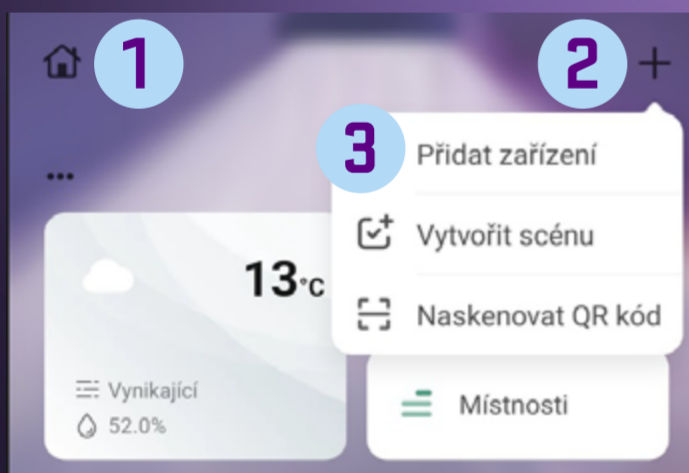 1
2
3
Přidat zařízení
...
Vytvořit scénu
13°C
Naskenovat QR kód
Vynikající
52.0%
Místnosti